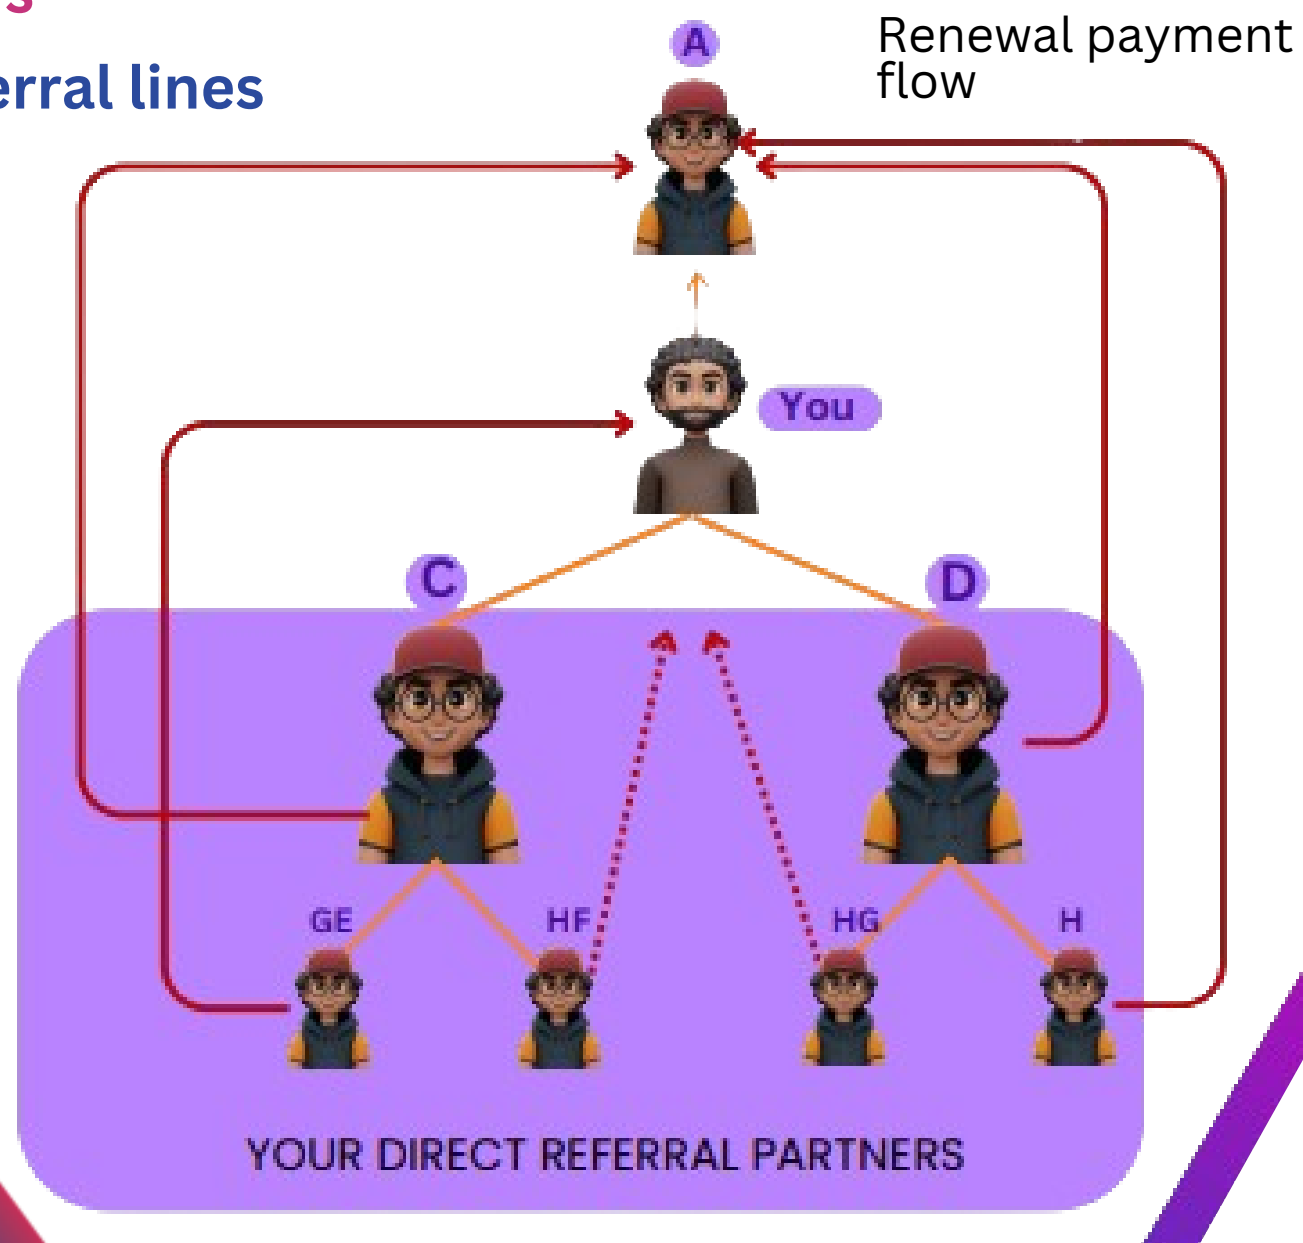 s
erral lines
A
Renewal payment
flow
You
C
D
GE
HF
HG
H
YOUR DIRECT REFERRAL PARTNERS